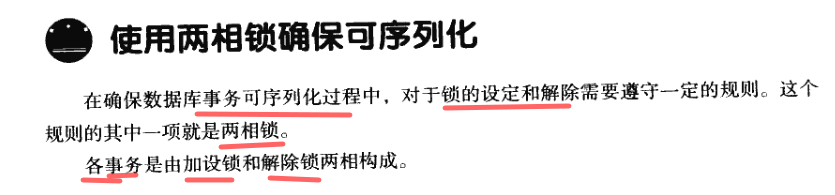 使用两相锁确保可序列化
在确保数据库事务可序列化过程中，对于锁的设定和解除需要遵守一定的规则。这个
规则的其中一项就是两相锁。
各事务是由加设锁和解除锁两相构成。